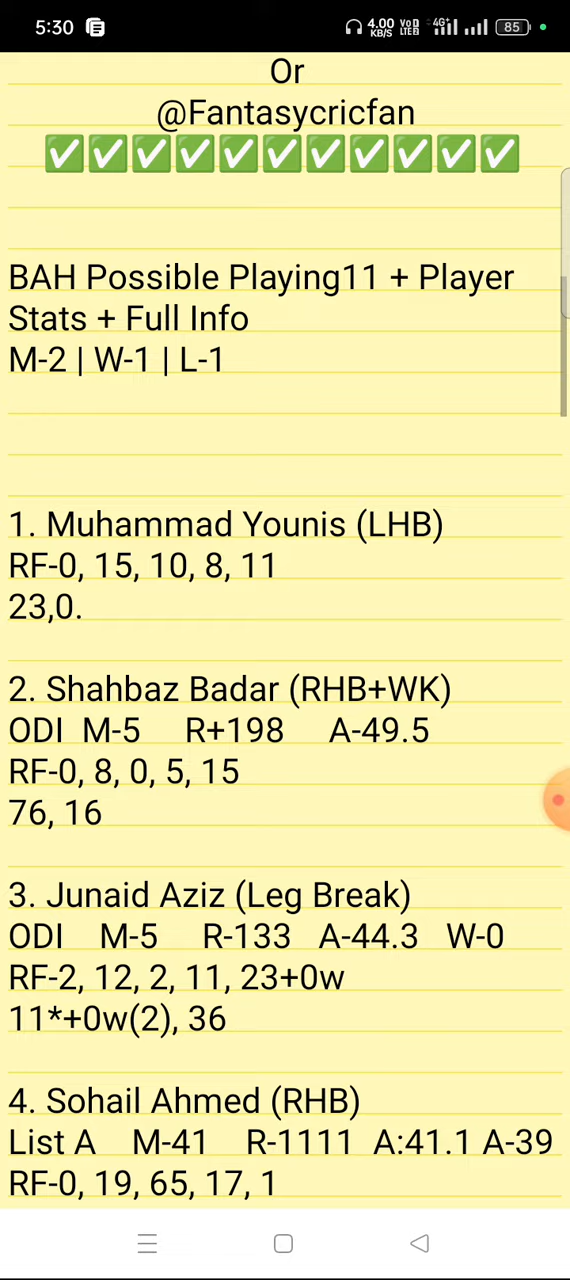 5:30 4.00 KB/S VoD LTE2 4G+ 85
Or
@Fantasycricfan
✅✅✅✅✅✅✅✅✅✅✅
BAH Possible Playing11 + Player
Stats + Full Info
M-2 | W-1 | L-1
1. Muhammad Younis (LHB)
RF-0, 15, 10, 8, 11
23,0.
2. Shahbaz Badar (RHB+WK)
ODI M-5 R+198 A-49.5
RF-0, 8, 0, 5, 15
76, 16
3. Junaid Aziz (Leg Break)
ODI M-5 R-133 A-44.3 W-0
RF-2, 12, 2, 11, 23+0w
11*+0w(2), 36
4. Sohail Ahmed (RHB)
List A M-41 R-1111 A:41.1 A-39
RF-0, 19, 65, 17, 1